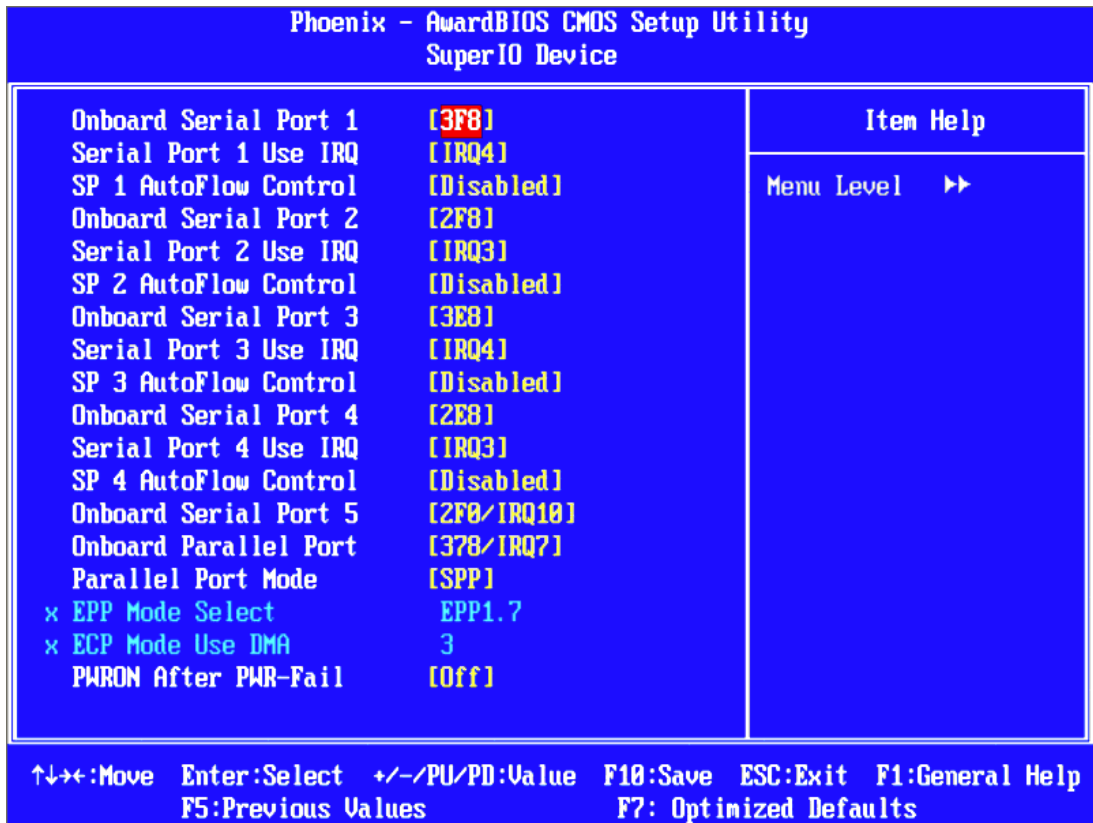 Phoenix - AwardBIOS CMOS Setup Utility
SuperIO Device
Onboard Serial Port 1 [3F8]
Serial Port 1 Use IRQ [IRQ4]
SP 1 AutoFlow Control [Disabled]
Onboard Serial Port 2 [2F8]
Serial Port 2 Use IRQ [IRQ3]
SP 2 AutoFlow Control [Disabled]
Onboard Serial Port 3 [3E8]
Serial Port 3 Use IRQ [IRQ4]
SP 3 AutoFlow Control [Disabled]
Onboard Serial Port 4 [2E8]
Serial Port 4 Use IRQ [IRQ3]
SP 4 AutoFlow Control [Disabled]
Onboard Serial Port 5 [2F0/IRQ10]
Onboard Parallel Port [378/IRQ7]
Parallel Port Mode [SPP]
x EPP Mode Select EPP1.7
x ECP Mode Use DMA 3
PWRON After PWR-Fail [Off]
Item Help
Menu Level ▶▶
↑↓→←:Move Enter:Select +/-/PU/PD:Value F10:Save ESC:Exit F1:General Help
F5:Previous Values F7: Optimized Defaults